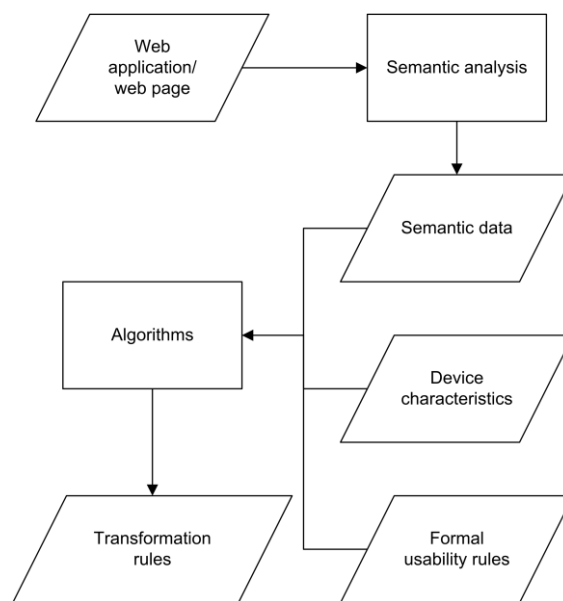 Web
application/
web page
Semantic analysis
Semantic data
Algorithms
Device
characteristics
Transformation
rules
Formal
usability rules